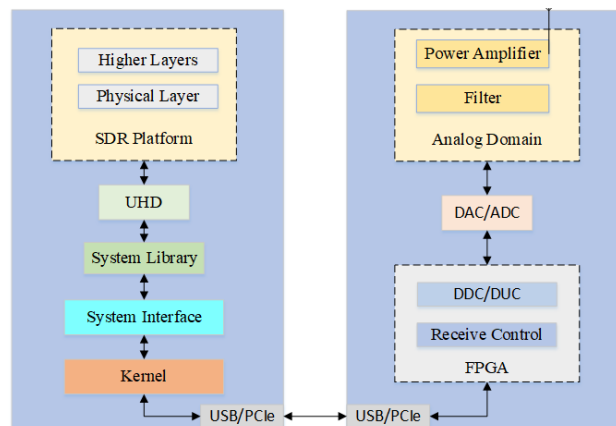 Higher Layers
Physical Layer
SDR Platform
UHD
System Library
System Interface
Kernel
USB/PCIe
Power Amplifier
Filter
Analog Domain
DAC/ADC
DDC/DUC
Receive Control
FPGA
USB/PCIe